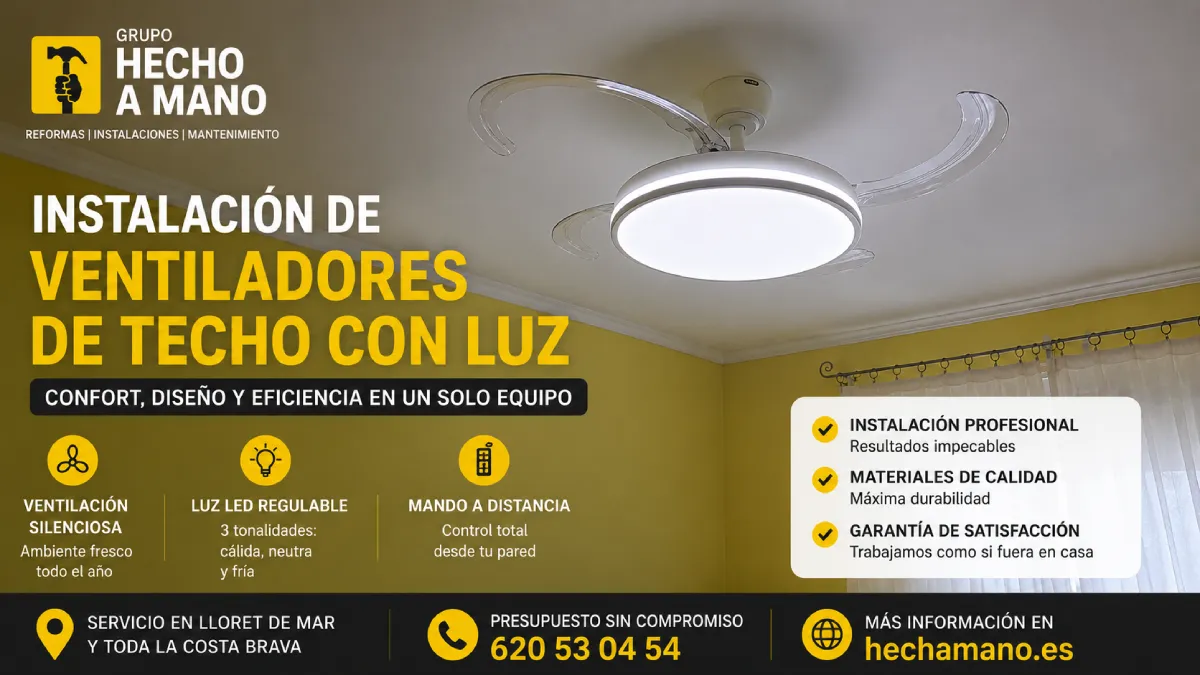 GRUPO
HECHO
A MANO
REFORMAS | INSTALACIONES | MANTENIMIENTO
INSTALACIÓN DE
VENTILADORES
DE TECHO CON LUZ
CONFORT, DISEÑO Y EFICIENCIA EN UN SOLO EQUIPO
VENTILACIÓN
SILENCIOSA
Ambiente fresco
todo el año
LUZ LED REGULABLE
3 tonalidades:
cálida, neutra
y fría
MANDO A DISTANCIA
Control total
desde tu pared
INSTALACIÓN PROFESIONAL
Resultados impecables
MATERIALES DE CALIDAD
Máxima durabilidad
GARANTÍA DE SATISFACCIÓN
Trabajamos como si fuera en casa
SERVICIO EN LLORET DE MAR
Y TODA LA COSTA BRAVA
PRESUPUESTO SIN COMPROMISO
620 53 04 54
MÁS INFORMACIÓN EN
hechamano.es